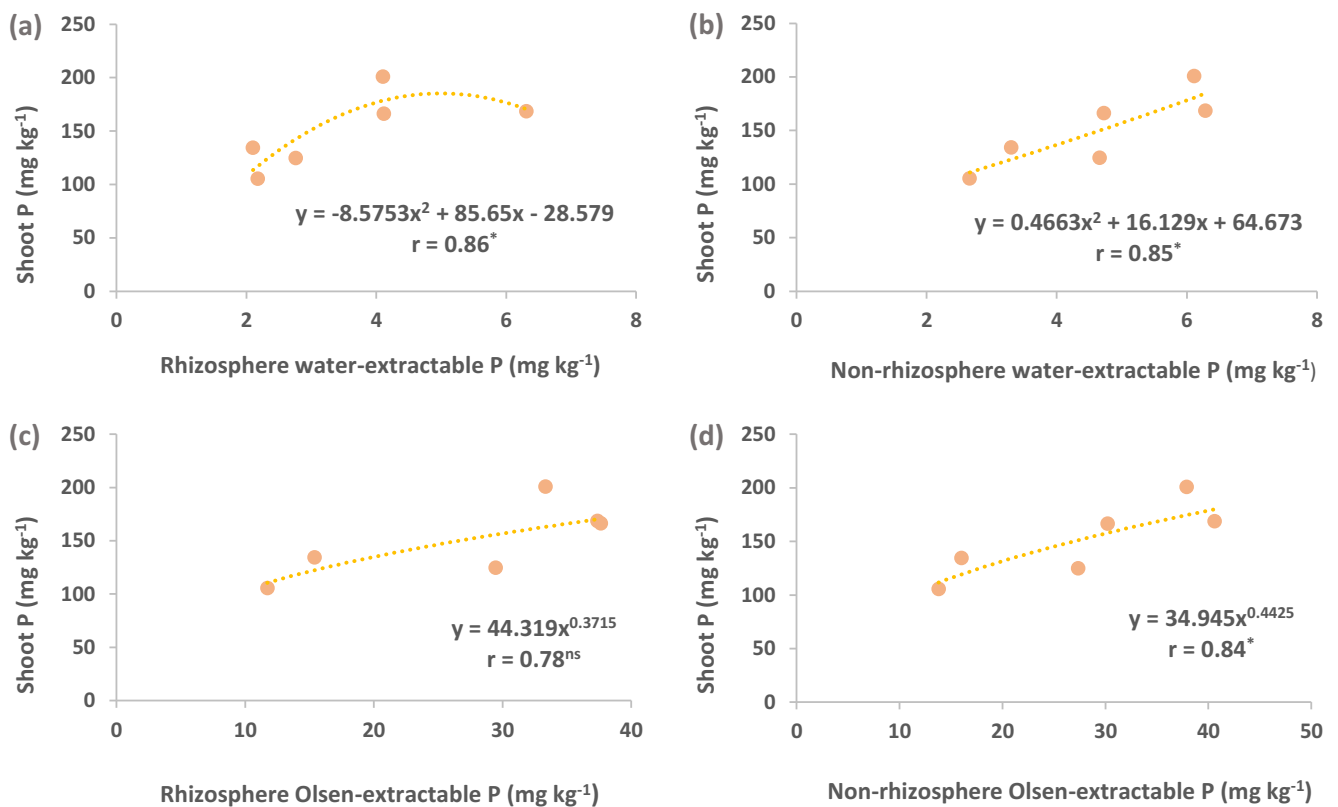 (a)
250
200
150
100
50
0
Shoot P (mg kg⁻¹)
y = -8.5753x² + 85.65x - 28.579
r = 0.86*
0 2 4 6 8
Rhizosphere water-extractable P (mg kg⁻¹)
(b)
250
200
150
100
50
0
Shoot P (mg kg⁻¹)
y = 0.4663x² + 16.129x + 64.673
r = 0.85*
0 2 4 6 8
Non-rhizosphere water-extractable P (mg kg⁻¹)
(c)
250
200
150
100
50
0
Shoot P (mg kg⁻¹)
y = 44.319x⁰·³⁷¹⁵
r = 0.78ⁿˢ
0 10 20 30 40
Rhizosphere Olsen-extractable P (mg kg⁻¹)
(d)
250
200
150
100
50
0
Shoot P (mg kg⁻¹)
y = 34.945x⁰·⁴⁴²⁵
r = 0.84*
0 10 20 30 40 50
Non-rhizosphere Olsen-extractable P (mg kg⁻¹)